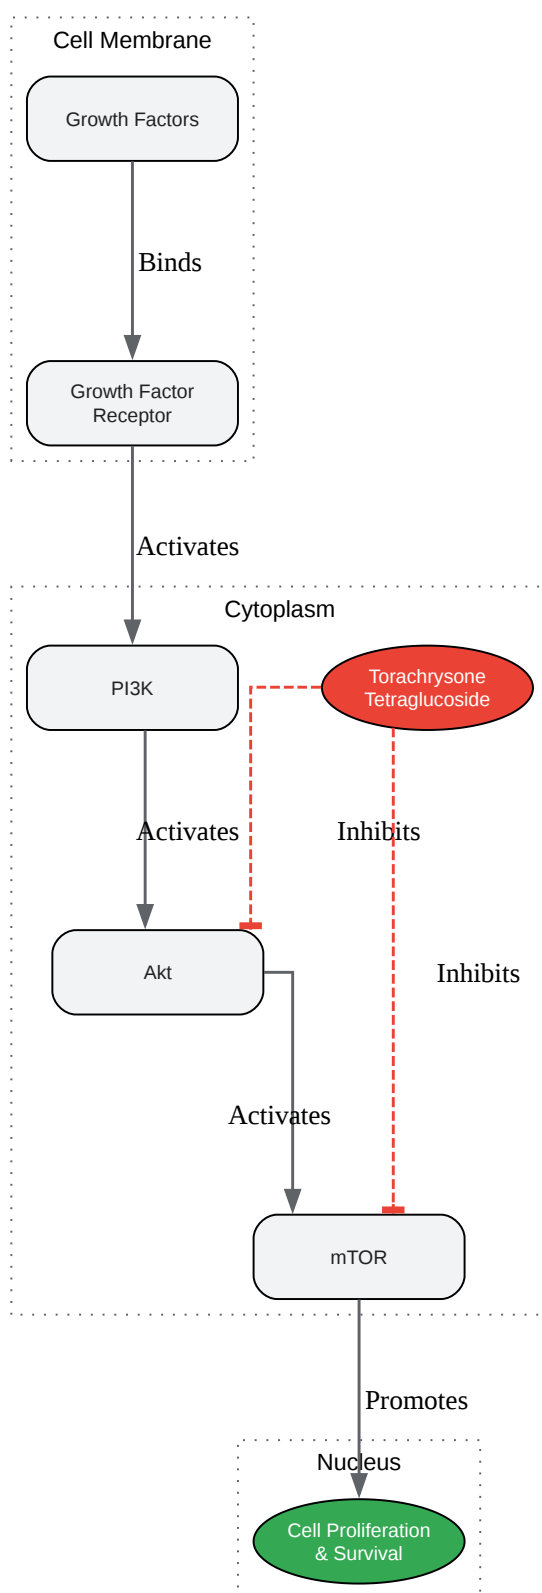 Cell Membrane
Growth Factors
Binds
Growth Factor
Receptor
Activates
Cytoplasm
PI3K
Torachrysone
Tetraglucoside
Activates
Inhibits
Akt
Inhibits
Activates
mTOR
Promotes
Nucleus
Cell Proliferation
& Survival